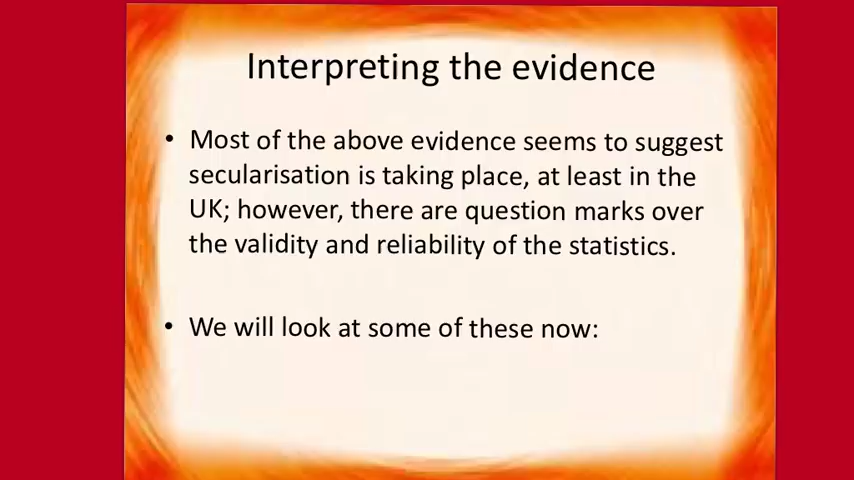 Interpreting the evidence
• Most of the above evidence seems to suggest
secularisation is taking place, at least in the
UK; however, there are question marks over
the validity and reliability of the statistics.
• We will look at some of these now: